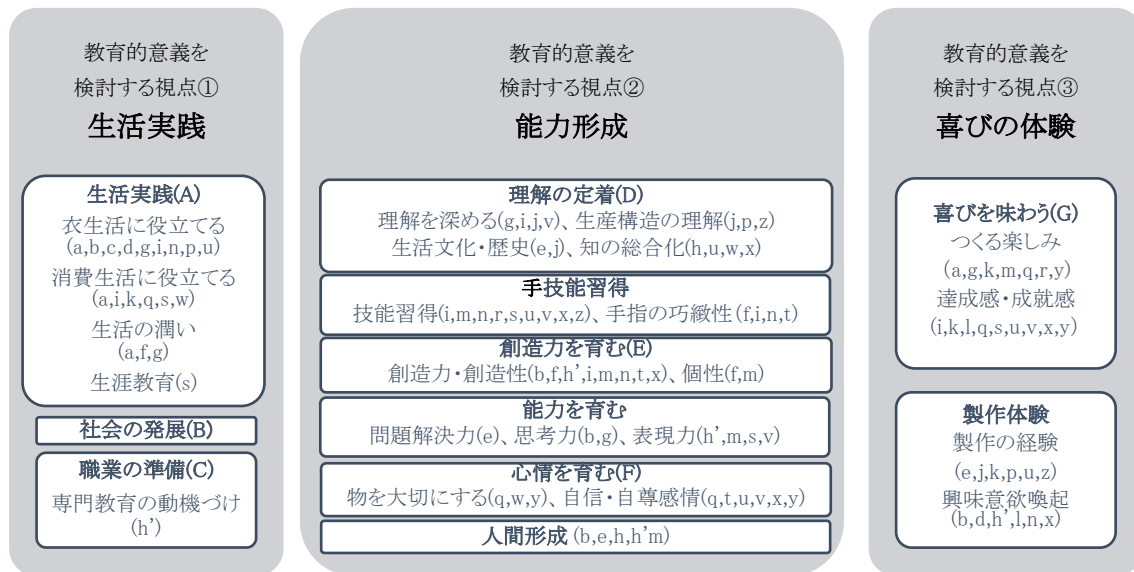 教育的意義を
検討する視点①
生活実践
生活実践(A)
衣生活に役立てる
(a,b,c,d,g,i,n,p,u)
消費生活に役立てる
(a,i,k,q,s,w)
生活の潤い
(a,f,g)
生涯教育(s)
社会の発展(B)
職業の準備(C)
専門教育の動機づけ
(h’)
教育的意義を
検討する視点②
能力形成
理解の定着(D)
理解を深める(g,i,j,v)、生産構造の理解(j,p,z)
生活文化・歴史(e,j)、知の総合化(h,u,w,x)
手技能習得
技能習得(i,m,n,r,s,u,v,x,z)、手指の巧緻性(f,i,n,t)
創造力を育む(E)
創造力・創造性(b,f,h’,i,m,n,t,x)、個性(f,m)
能力を育む
問題解決力(e)、思考力(b,g)、表現力(h’,m,s,v)
心情を育む(F)
物を大切にする(q,w,y)、自信・自尊感情(q,t,u,v,x,y)
人間形成 (b,e,h,h’m)
教育的意義を
検討する視点③
喜びの体験
喜びを味わう(G)
つくる楽しみ
(a,g,k,m,q,r,y)
達成感・成就感
(i,k,l,q,s,u,v,x,y)
製作体験
製作の経験
(e,j,k,p,u,z)
興味意欲喚起
(b,d,h’,l,n,x)